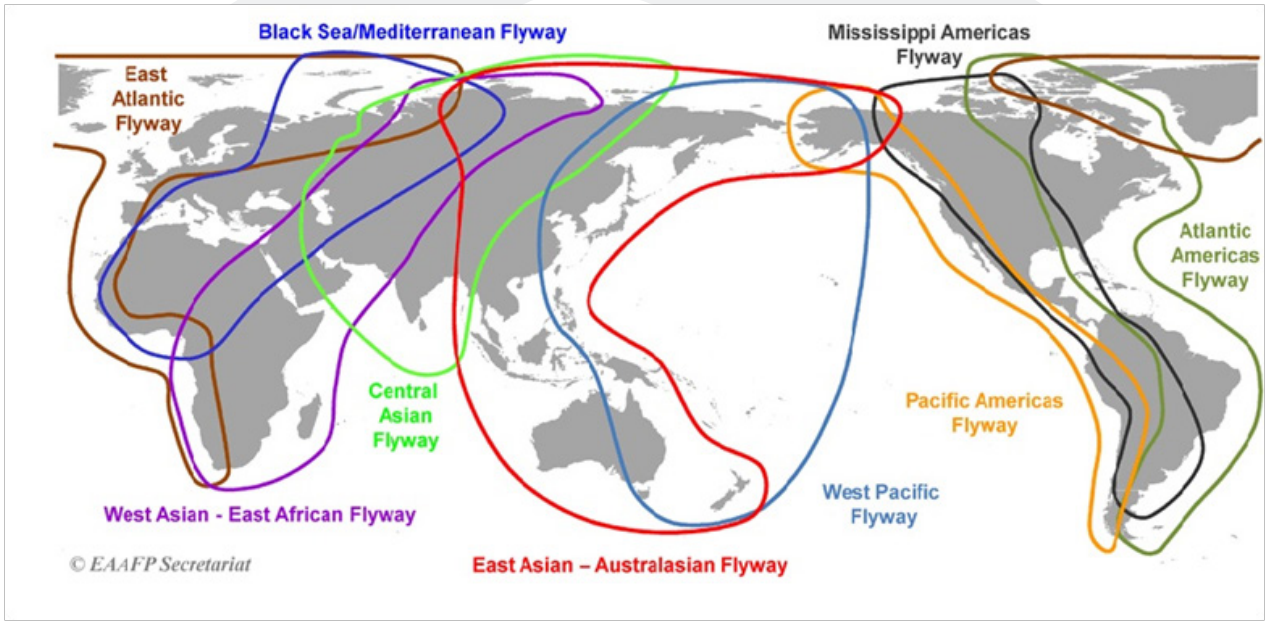 Black Sea/Mediterranean Flyway
Mississippi Americas
Flyway
East
Atlantic
Flyway
Atlantic
Americas
Flyway
Central
Asian
Flyway
Pacific Americas
Flyway
West Pacific
Flyway
West Asian - East African Flyway
East Asian – Australasian Flyway
© EAAFP Secretariat